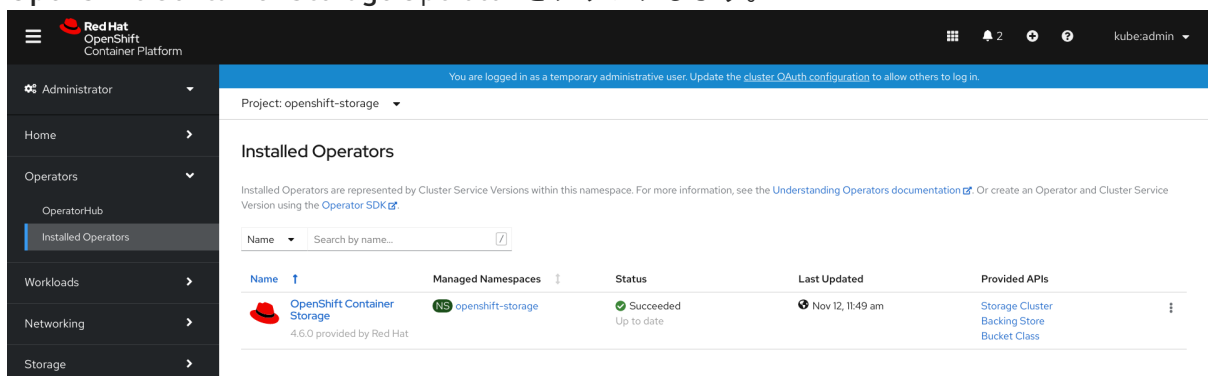 Red Hat
OpenShift
Container Platform
2
kube:admin
Administrator
You are logged in as a temporary administrative user. Update the cluster OAuth configuration to allow others to log in.
Project: openshift-storage
Home
Installed Operators
Operators
Installed Operators are represented by Cluster Service Versions within this namespace. For more information, see the Understanding Operators documentation. Or create an Operator and Cluster Service
Version using the Operator SDK.
OperatorHub
Installed Operators
Name
Search by name...
/
Workloads
Name
Managed Namespaces
Status
Last Updated
Provided APIs
OpenShift Container
Storage
4.6.0 provided by Red Hat
NS openshift-storage
Succeeded
Up to date
Nov 12, 11:49 am
Storage Cluster
Backing Store
Bucket Class
Networking
Storage